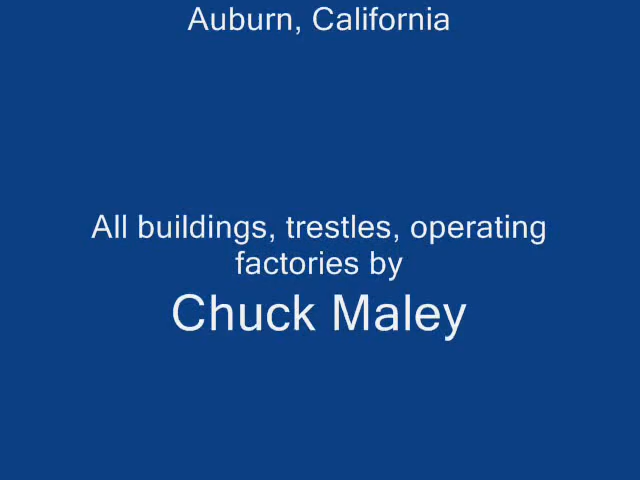 Auburn, California
All buildings, trestles, operating
factories by
Chuck Maley